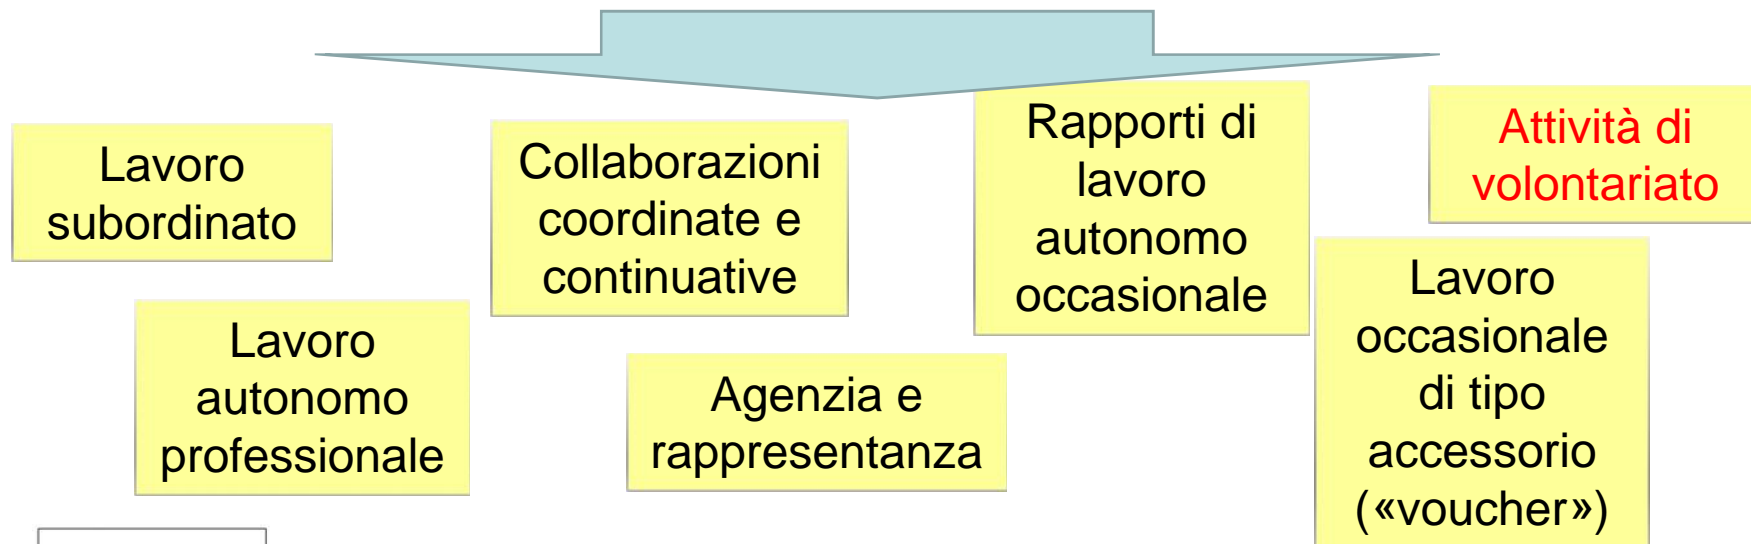 Lavoro
subordinato
Collaborazioni
coordinate e
continuative
Rapporti di
lavoro
autonomo
occasionale
Attività di
volontariato
Lavoro
autonomo
professionale
Agenzia e
rappresentanza
Lavoro
occasionale
di tipo
accessorio
(«voucher»)